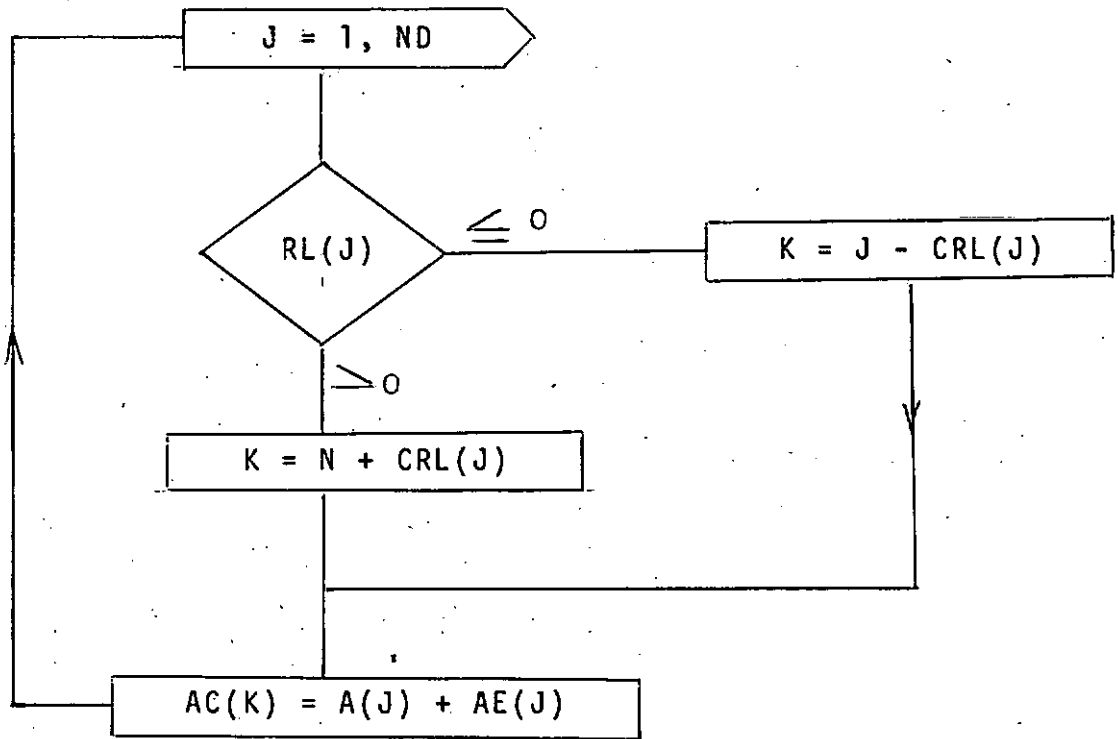 J = 1, ND
RL(J)
≦ 0
K = J - CRL(J)
> 0
K = N + CRL(J)
AC(K) = A(J) + AE(J)